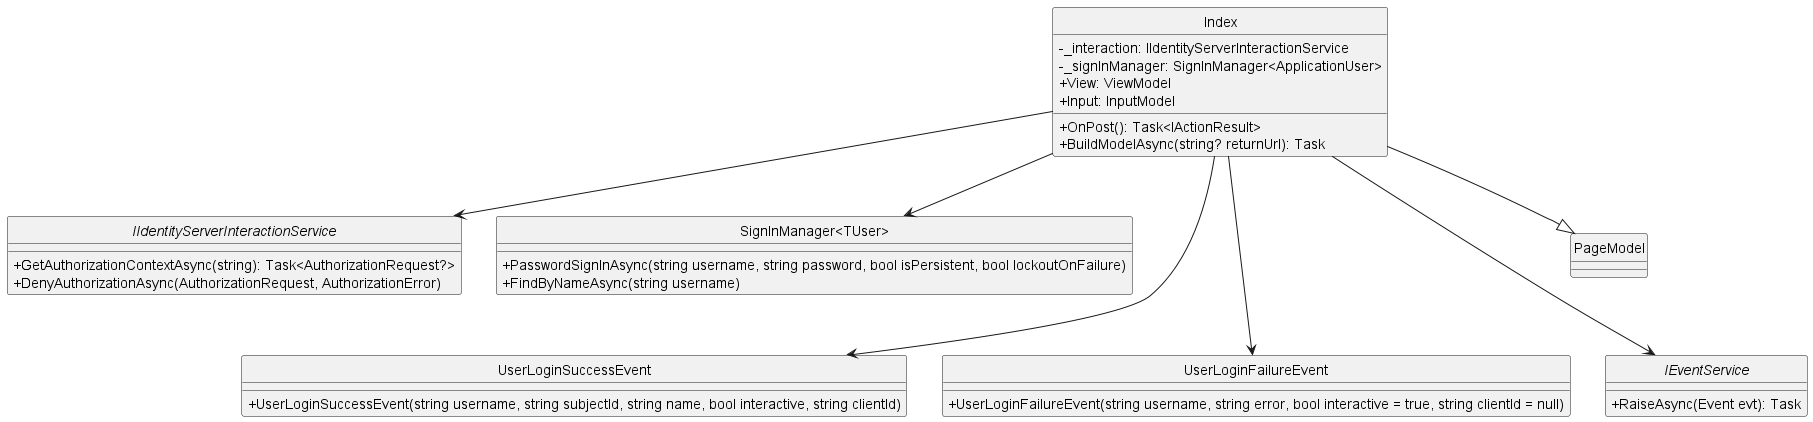 Index
-_interaction: IIdentityServerInteractionService
-_signInManager: SignInManager<ApplicationUser>
+View: ViewModel
+Input: InputModel
+OnPost(): Task<IActionResult>
+BuildModelAsync(string? returnUrl): Task
IIdentityServerInteractionService
+GetAuthorizationContextAsync(string): Task<AuthorizationRequest?>
+DenyAuthorizationAsync(AuthorizationRequest, AuthorizationError)
SignInManager<TUser>
+PasswordSignInAsync(string username, string password, bool isPersistent, bool lockoutOnFailure)
+FindByNameAsync(string username)
PageModel
UserLoginSuccessEvent
+UserLoginSuccessEvent(string username, string subjectId, string name, bool interactive, string clientId)
UserLoginFailureEvent
+UserLoginFailureEvent(string username, string error, bool interactive = true, string clientId = null)
IEventService
+RaiseAsync(Event evt): Task